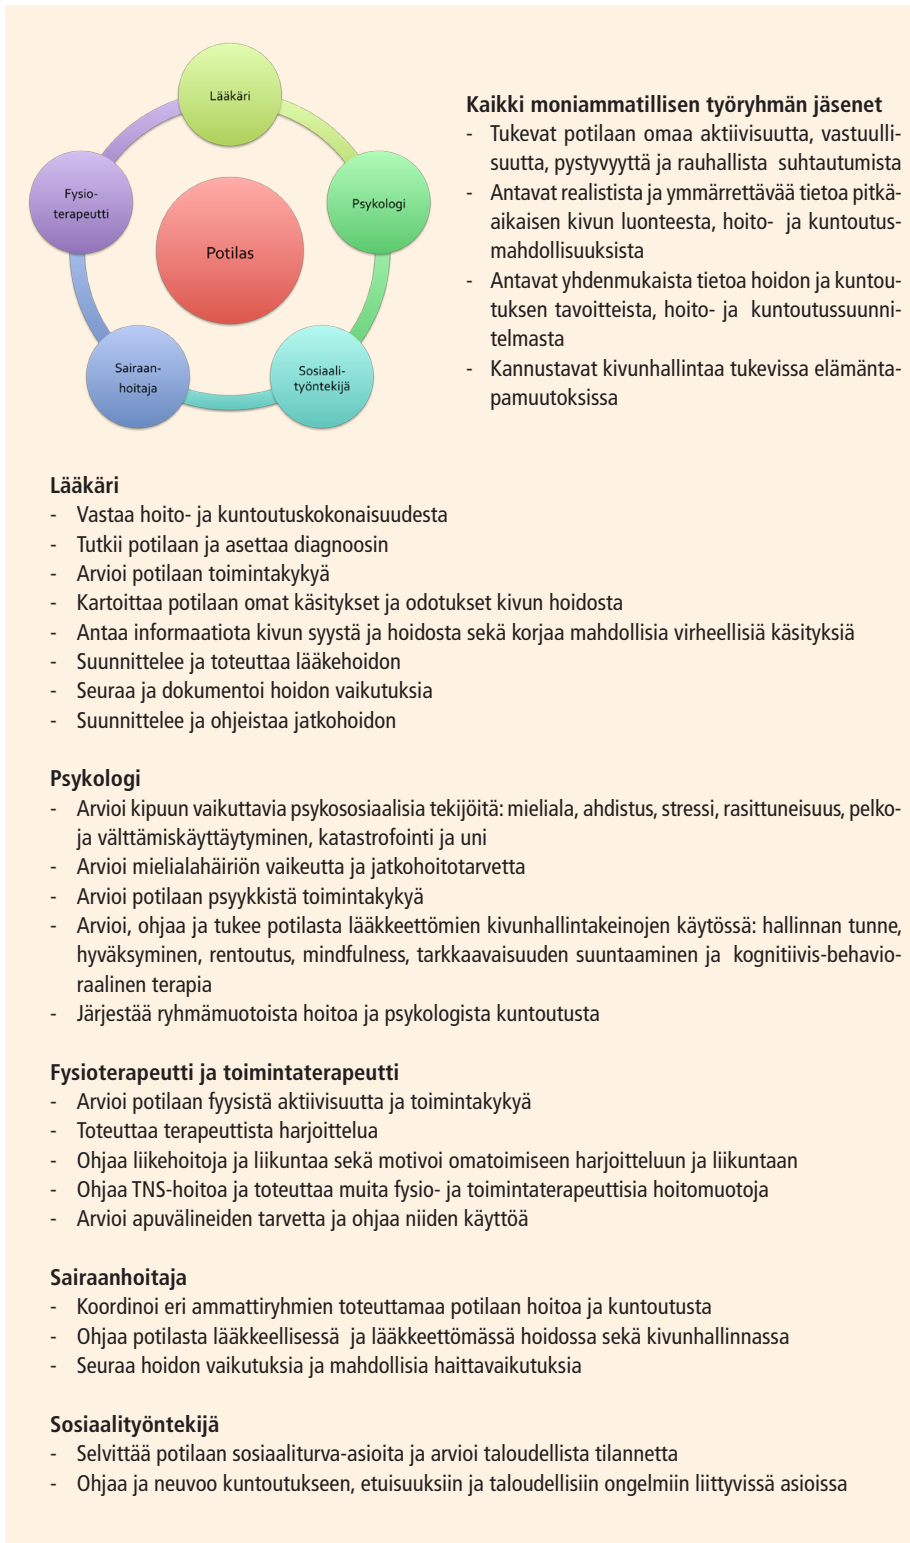 Lääkäri
Fysio-
terapeutti
Psykologi
Potilas
Sairaan-
hoitaja
Sosiaali-
työntekijä
Kaikki moniammatillisen työryhmän jäsenet
- Tukevat potilaan omaa aktiivisuutta, vastuulli-
suutta, pystyvyyttä ja rauhallista suhtautumista
- Antavat realistista ja ymmärrettävää tietoa pitkä-
aikaisen kivun luonteesta, hoito- ja kuntoutus-
mahdollisuuksista
- Antavat yhdenmukaista tietoa hoidon ja kuntou-
tuksen tavoitteista, hoito- ja kuntoutussuunni-
telmasta
- Kannustavat kivunhallintaa tukevissa elämänta-
pamuutoksissa
Lääkäri
- Vastaa hoito- ja kuntoutuskokonaisuudesta
- Tutkii potilaan ja asettaa diagnoosin
- Arvioi potilaan toimintakykyä
- Kartoittaa potilaan omat käsitykset ja odotukset kivun hoidosta
- Antaa informaatiota kivun syystä ja hoidosta sekä korjaa mahdollisia virheellisiä käsityksiä
- Suunnittelee ja toteuttaa lääkehoidon
- Seuraa ja dokumentoi hoidon vaikutuksia
- Suunnittelee ja ohjeistaa jatkohoidon
Psykologi
- Arvioi kipuun vaikuttavia psykososiaalisia tekijöitä: mieliala, ahdistus, stressi, rasittuneisuus, pelko-
ja välttämiskäyttäytyminen, katastrofointi ja uni
- Arvioi mielialahäiriön vaikeutta ja jatkohoitotarvetta
- Arvioi potilaan psyykkistä toimintakykyä
- Arvioi, ohjaa ja tukee potilasta lääkkeettömien kivunhallintakeinojen käytössä: hallinnan tunne,
hyväksyminen, rentoutus, mindfulness, tarkkaavaisuuden suuntaaminen ja kognitiivis-behavio-
raalinen terapia
- Järjestää ryhmämuotoista hoitoa ja psykologista kuntoutusta
Fysioterapeutti ja toimintaterapeutti
- Arvioi potilaan fyysistä aktiivisuutta ja toimintakykyä
- Toteuttaa terapeuttista harjoittelua
- Ohjaa liikehoitoja ja liikuntaa sekä motivoi omatoimiseen harjoitteluun ja liikuntaan
- Ohjaa TNS-hoitoa ja toteuttaa muita fysio- ja toimintaterapeuttisia hoitomuotoja
- Arvioi apuvälineiden tarvetta ja ohjaa niiden käyttöä
Sairaanhoitaja
- Koordinoi eri ammattiryhmien toteuttamaa potilaan hoitoa ja kuntoutusta
- Ohjaa potilasta lääkkeellisessä ja lääkkeettömässä hoidossa sekä kivunhallinnassa
- Seuraa hoidon vaikutuksia ja mahdollisia haittavaikutuksia
Sosiaalityöntekijä
- Selvittää potilaan sosiaaliturva-asioita ja arvioi taloudellista tilannetta
- Ohjaa ja neuvoo kuntoutukseen, etuisuuksiin ja taloudellisiin ongelmiin liittyvissä asioissa